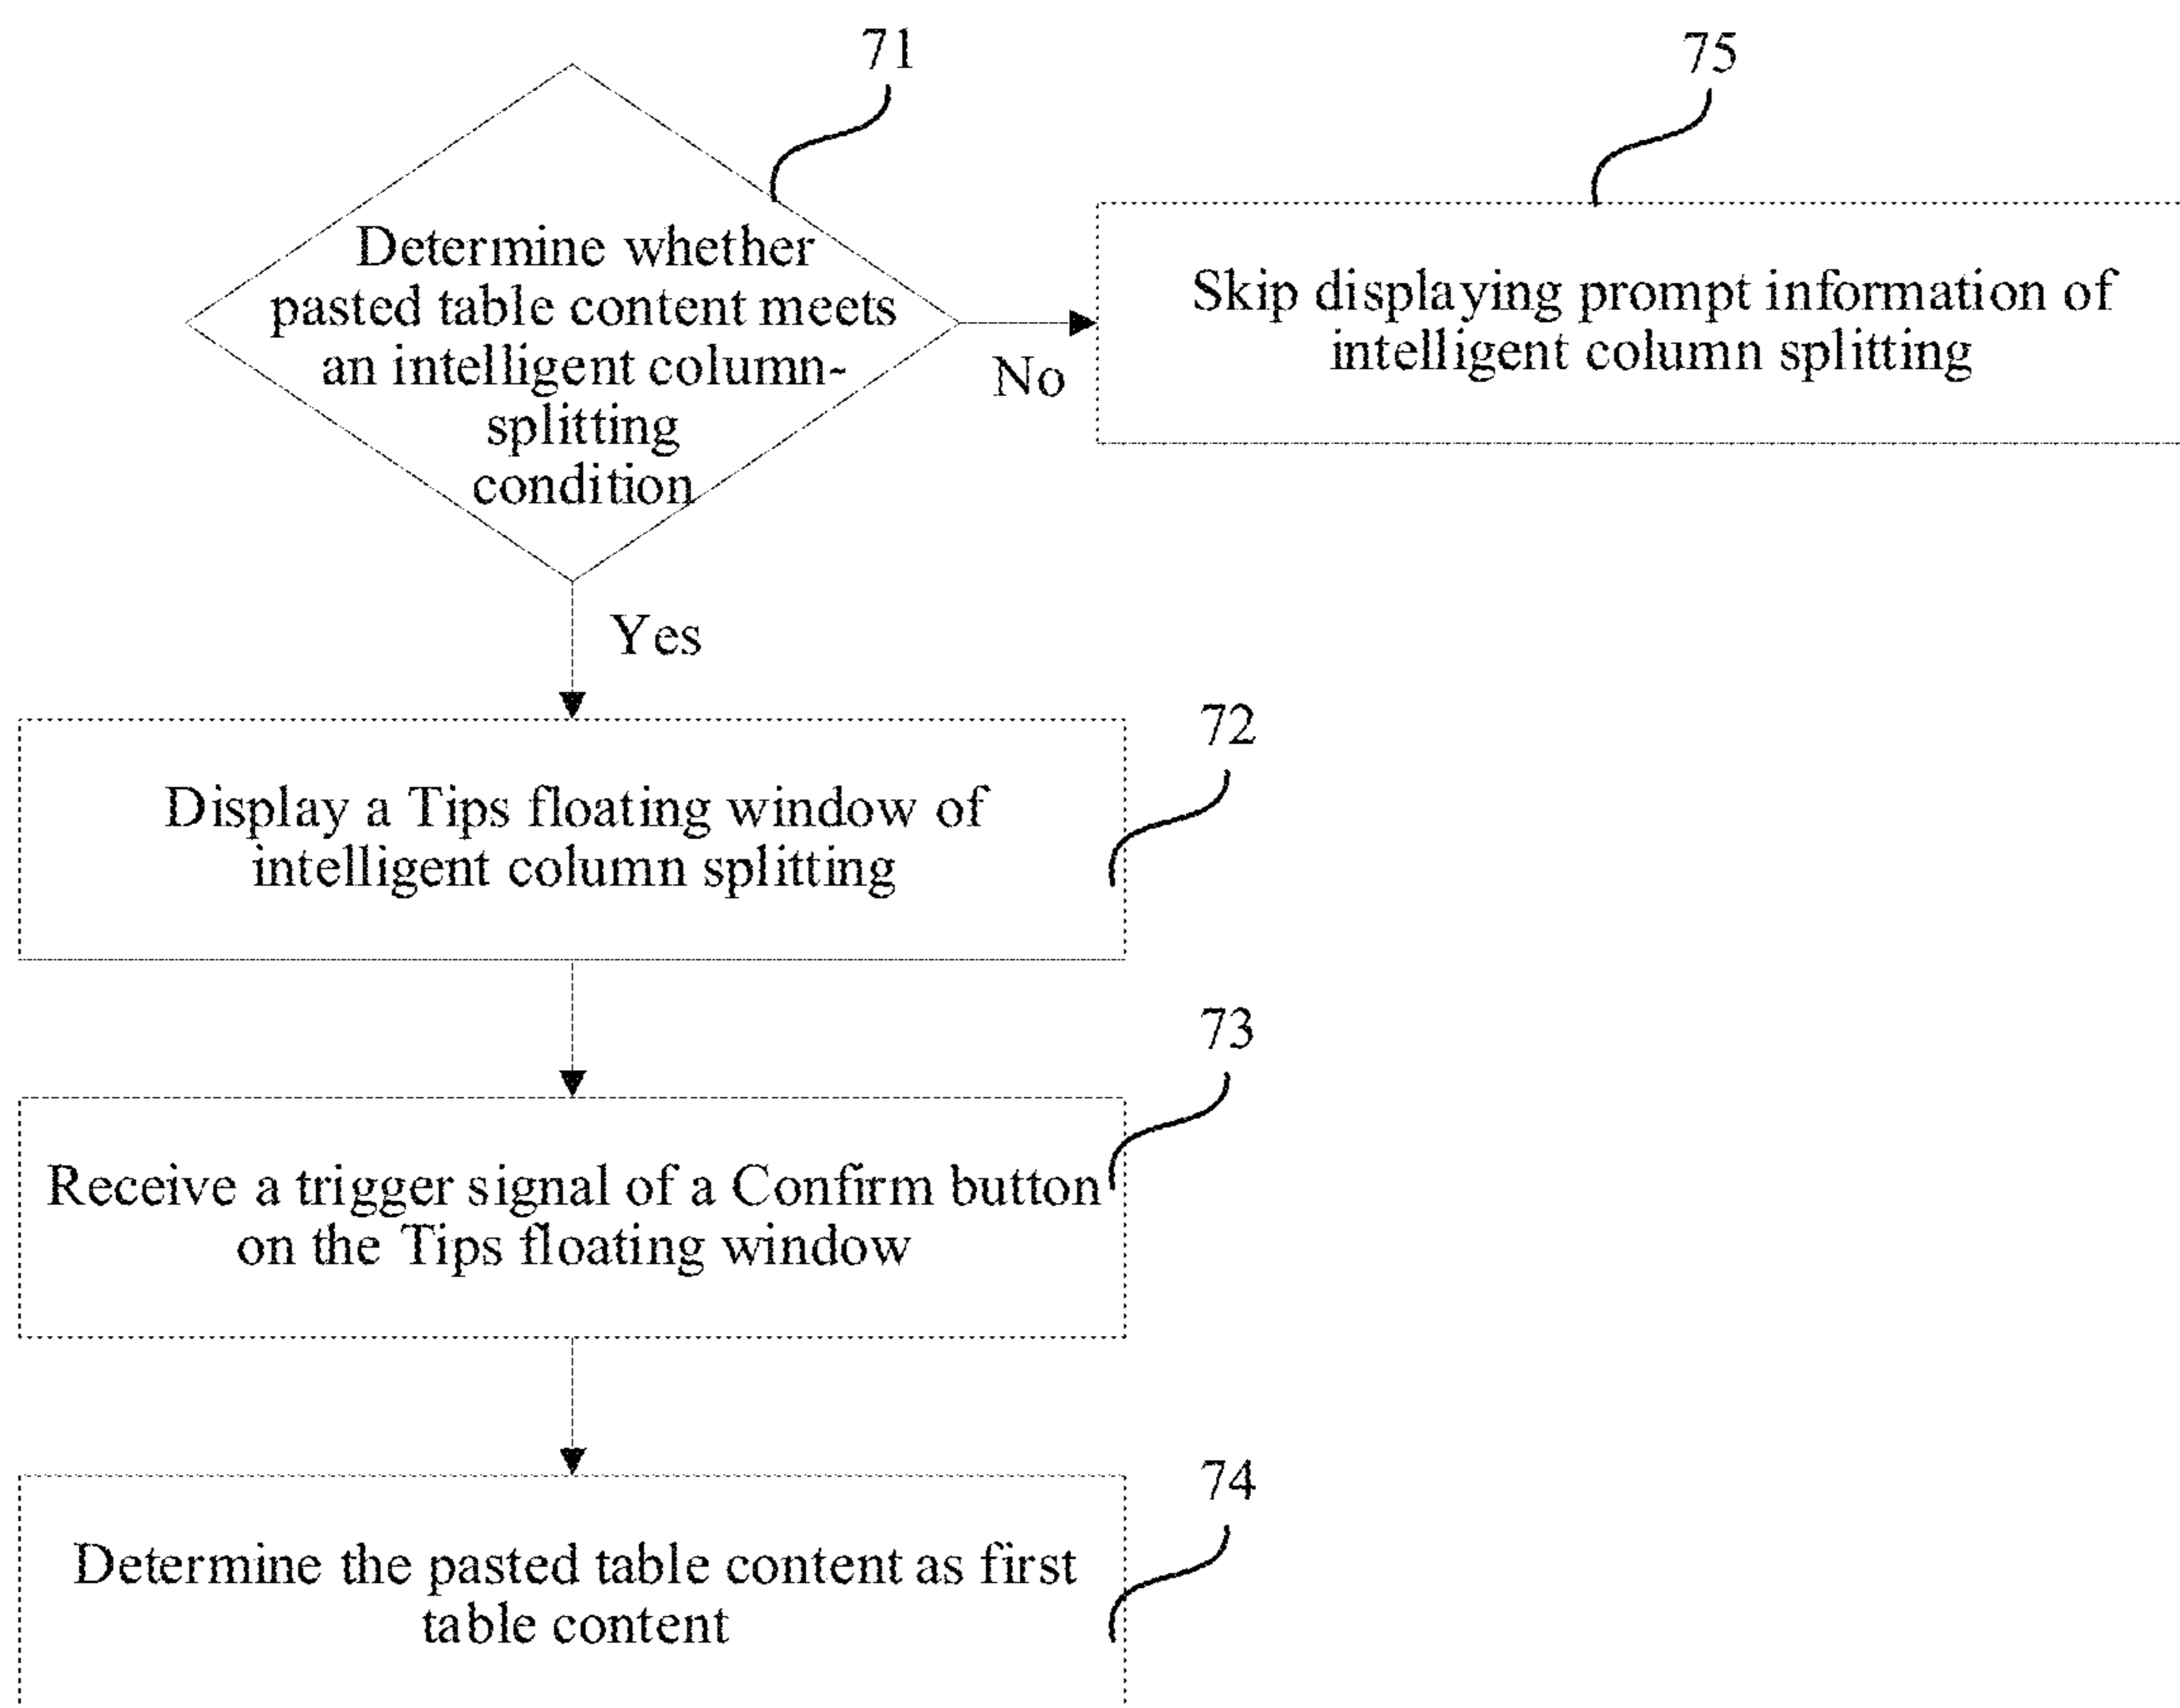 71
75
Determine whether
pasted table content meets
an intelligent column-
splitting
condition
No
Skip displaying prompt information of
intelligent column splitting
Yes
72
Display a Tips floating window of
intelligent column splitting
73
Receive a trigger signal of a Confirm button
on the Tips floating window
74
Determine the pasted table content as first
table content